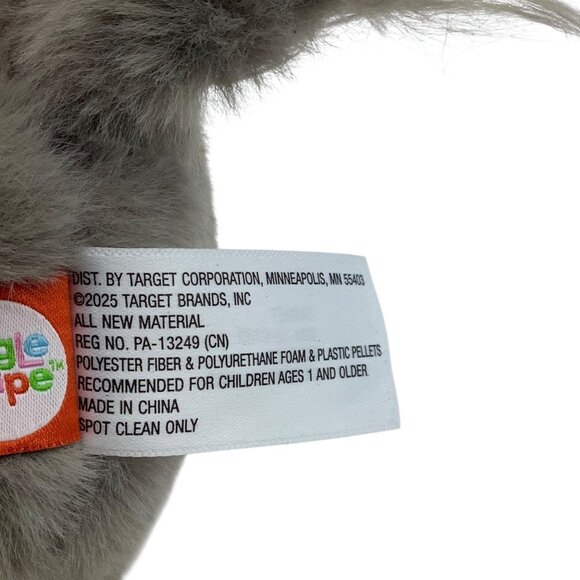 DIST. BY TARGET CORPORATION, MINNEAPOLIS, MN 55403
©2025 TARGET BRANDS, INC
ALL NEW MATERIAL
REG NO. PA-13249 (CN)
POLYESTER FIBER & POLYURETHANE FOAM & PLASTIC PELLETS
RECOMMENDED FOR CHILDREN AGES 1 AND OLDER
MADE IN CHINA
SPOT CLEAN ONLY